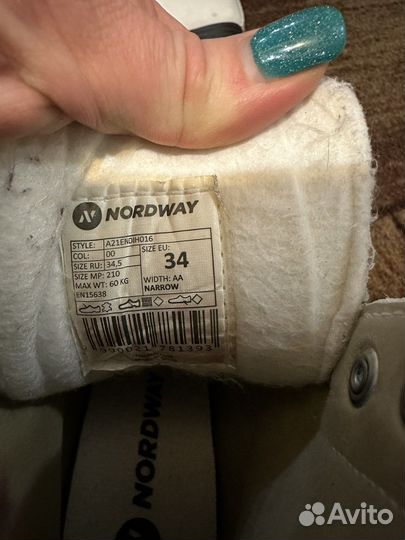 NORDWAY
STYLE: A21ENDIH016
COL: 00
SIZE RU: 34,5
SIZE MP: 210
MAX WT: 60 KG
EN15638
SIZE EU:
34
WIDTH: AA
NARROW
NORDWAY
Avito